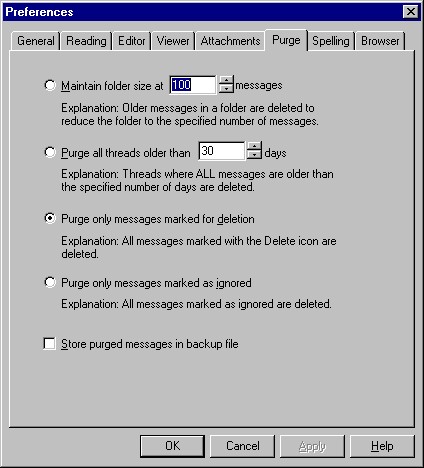 Preferences
General Reading Editor Viewer Attachments Purge Spelling Browser
Maintain folder size at 100 messages
Explanation: Older messages in a folder are deleted to
reduce the folder to the specified number of messages.
Purge all threads older than 30 days
Explanation: Threads where ALL messages are older than
the specified number of days are deleted.
Purge only messages marked for deletion
Explanation: All messages marked with the Delete icon are
deleted.
Purge only messages marked as ignored
Explanation: All messages marked as ignored are deleted.
Store purged messages in backup file
OK Cancel Apply Help